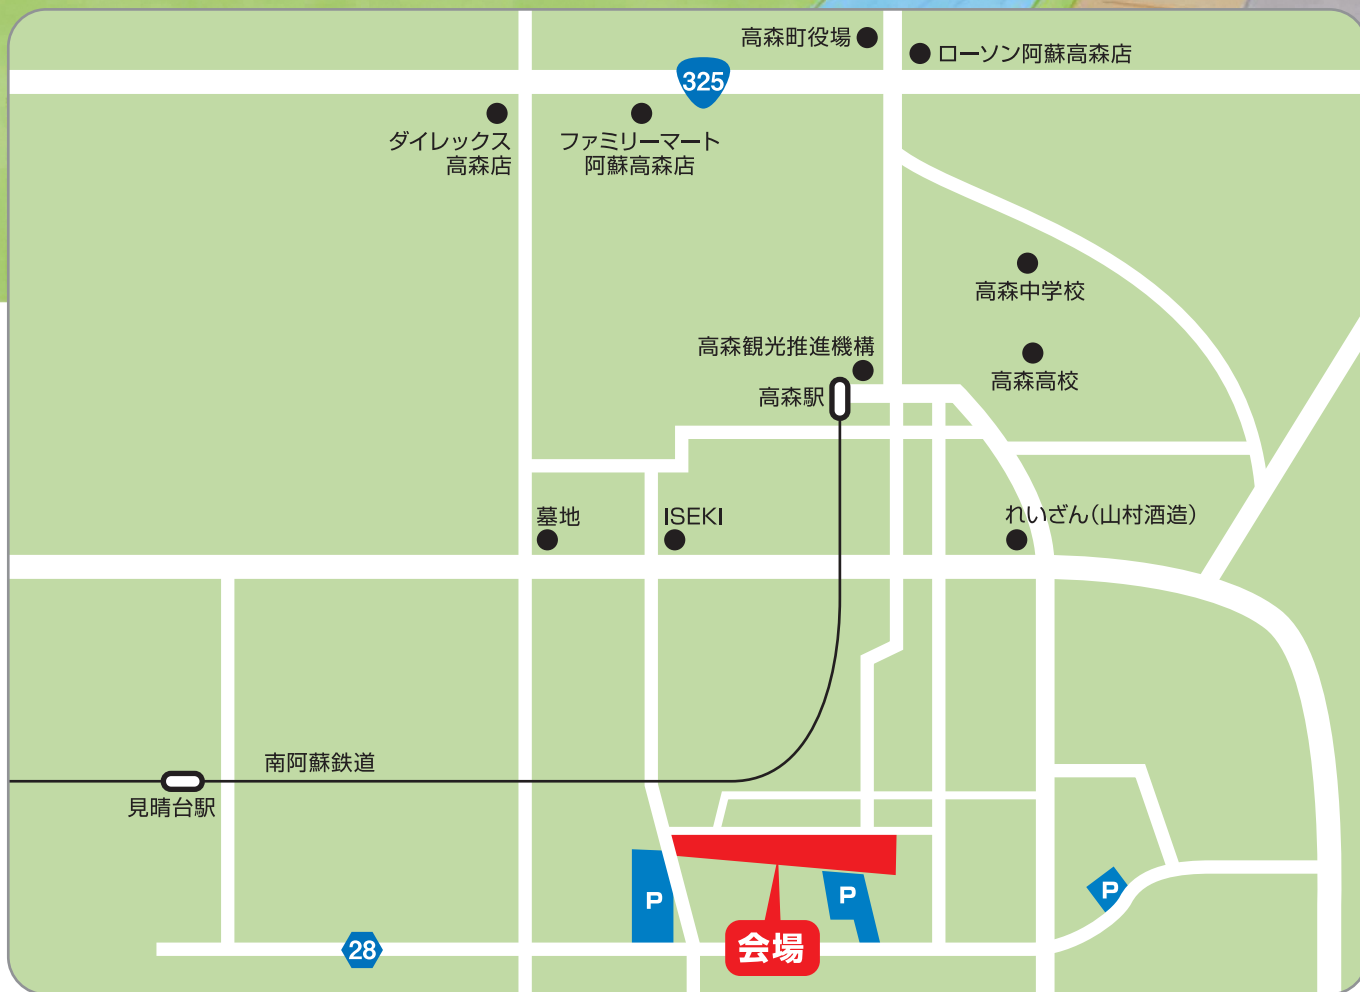 高森町役場
ローソン阿蘇高森店
325
ダイレックス
高森店
ファミリーマート
阿蘇高森店
高森中学校
高森観光推進機構
高森高校
高森駅
墓地
ISEKI
れいざん(山村酒造)
南阿蘇鉄道
見晴台駅
P
P
P
会場
28